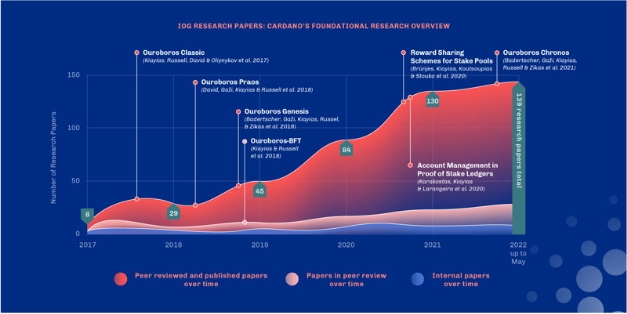 IOG RESEARCH PAPERS: CARDANO'S FOUNDATIONAL RESEARCH OVERVIEW
Ouroboros Classic
(Kiayias, Russell, David & Oliynykov et al. 2017)
Ouroboros Praos
(David, Gaži, Kiayias & Russell et al. 2018)
Ouroboros Genesis
(Badertscher, Gaži, Kiayias, Russel,
& Zikas et al. 2018)
Ouroboros-BFT
(Kiayias & Russell
et al. 2018)
Reward Sharing
Schemes for Stake Pools
(Brünjes, Kiayias, Koutsoupias
& Stouka et al. 2020)
Ouroboros Chronos
(Badertscher, Gaži, Kiayias,
Russell & Zikas et al. 2021)
Account Management in
Proof of Stake Ledgers
(Karakostas, Kiayias
& Larangeira et al. 2020)
Number of Research Papers
150
100
50
0
29
45
84
130
139 research papers total
2017
2018
2019
2020
2021
2022
up to
May
Peer reviewed and published papers
over time
Papers in peer review
over time
Internal papers
over time